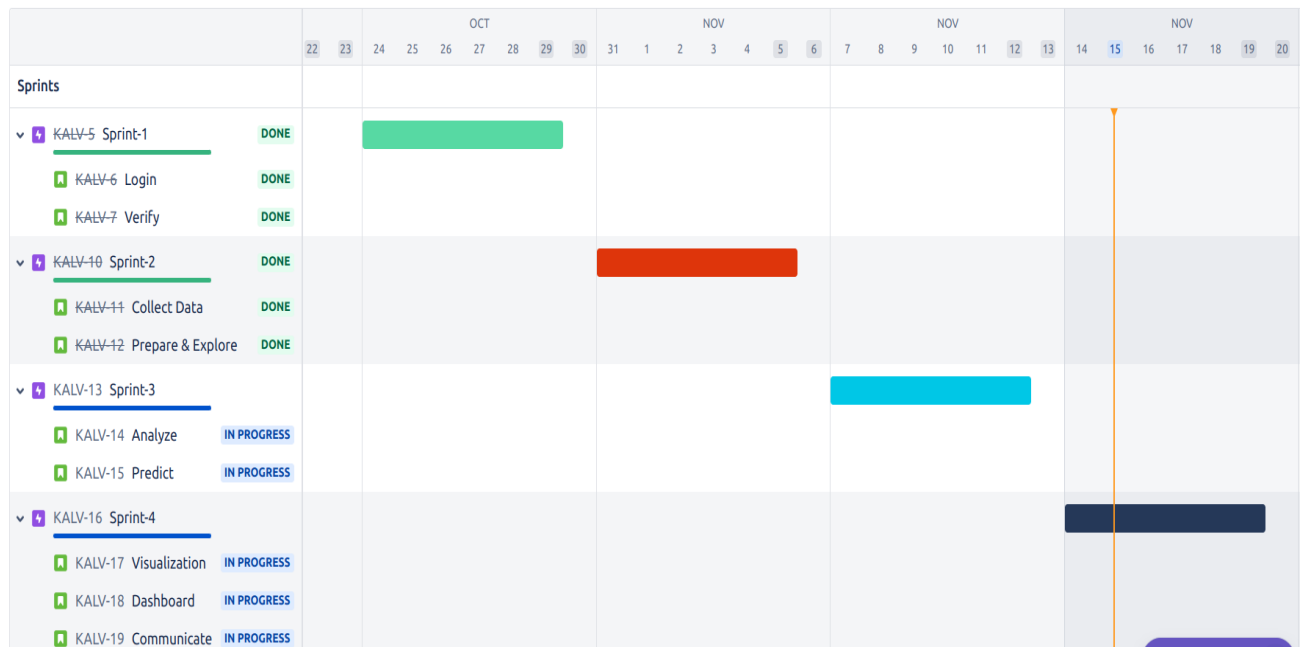 OCT NOV NOV NOV
22 23 24 25 26 27 28 29 30 31 1 2 3 4 5 6 7 8 9 10 11 12 13 14 15 16 17 18 19 20
Sprints
KALV-5 Sprint-1 DONE
KALV-6 Login DONE
KALV-7 Verify DONE
KALV-10 Sprint-2 DONE
KALV-11 Collect Data DONE
KALV-12 Prepare & Explore DONE
KALV-13 Sprint-3
KALV-14 Analyze IN PROGRESS
KALV-15 Predict IN PROGRESS
KALV-16 Sprint-4
KALV-17 Visualization IN PROGRESS
KALV-18 Dashboard IN PROGRESS
KALV-19 Communicate IN PROGRESS